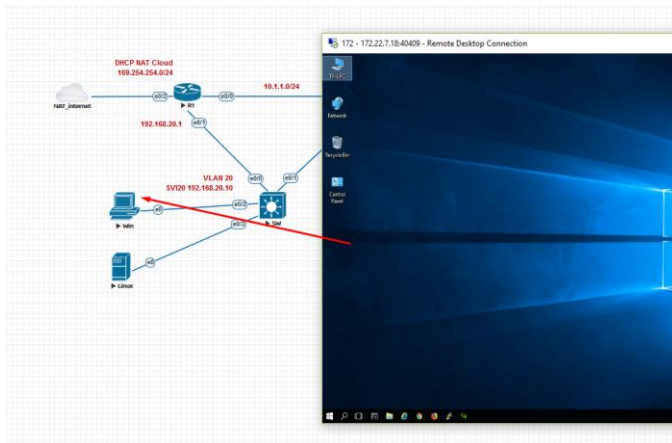 172 - 172.22.7.18:40409 - Remote Desktop Connection
This PC
Network
Recycle Bin
Control
Panel
DHCP NAT Cloud
169.254.254.0/24
NAT_internet
e0/2
R1
e0/0
10.1.1.0/24
e0/1
192.168.20.1
VLAN 20
SVI20 192.168.20.10
e0/0
e0/1
e0/2
SW
e0
Win
e0/3
e0
Linux